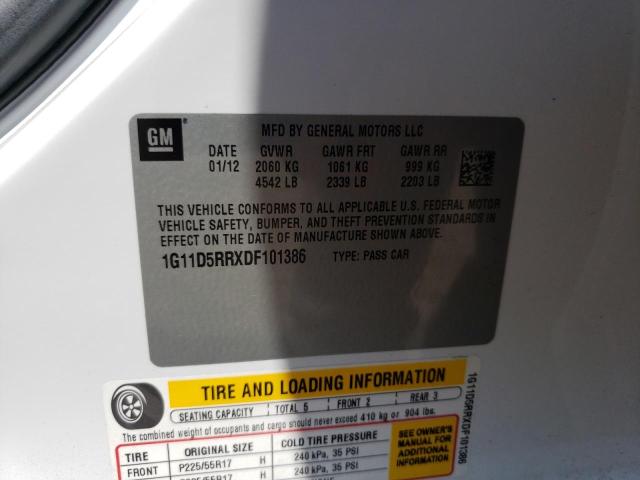 GM
MFD BY GENERAL MOTORS LLC
DATE GVWR GAWR FRT GAWR RR
01/12 2060 KG 1061 KG 999 KG
4542 LB 2339 LB 2203 LB
THIS VEHICLE CONFORMS TO ALL APPLICABLE U.S. FEDERAL MOTOR
VEHICLE SAFETY, BUMPER, AND THEFT PREVENTION STANDARDS IN
EFFECT ON THE DATE OF MANUFACTURE SHOWN ABOVE.
1G11D5RRXDF101386 TYPE: PASS CAR
TIRE AND LOADING INFORMATION
SEATING CAPACITY TOTAL 5 FRONT 2 REAR 3
The combined weight of occupants and cargo should never exceed 410 kg or 904 lbs.
TIRE ORIGINAL SIZE COLD TIRE PRESSURE
FRONT P225/55R17 H 240 kPa, 35 PSI
H 240 kPa, 35 PSI
SEE OWNER'S
MANUAL FOR
ADDITIONAL
INFORMATION
1G11D5RRXDF101386